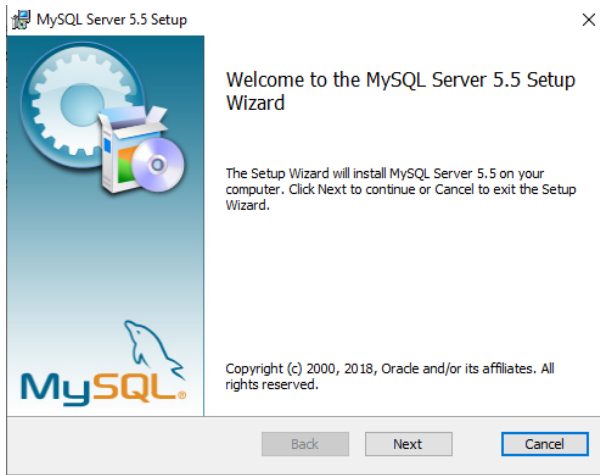 MySQL Server 5.5 Setup
Welcome to the MySQL Server 5.5 Setup
Wizard
The Setup Wizard will install MySQL Server 5.5 on your
computer. Click Next to continue or Cancel to exit the Setup
Wizard.
MySQL®
Copyright (c) 2000, 2018, Oracle and/or its affiliates. All
rights reserved.
Back Next Cancel